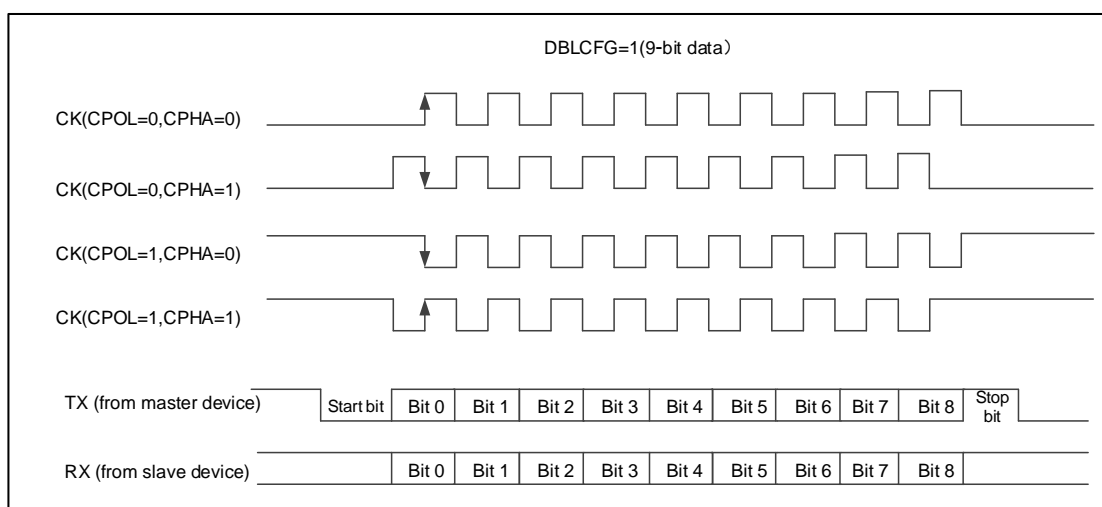 DBLCFG=1(9-bit data）
CK(CPOL=0,CPHA=0)
CK(CPOL=0,CPHA=1)
CK(CPOL=1,CPHA=0)
CK(CPOL=1,CPHA=1)
TX (from master device) Start bit Bit 0 Bit 1 Bit 2 Bit 3 Bit 4 Bit 5 Bit 6 Bit 7 Bit 8 Stop bit
RX (from slave device) Bit 0 Bit 1 Bit 2 Bit 3 Bit 4 Bit 5 Bit 6 Bit 7 Bit 8